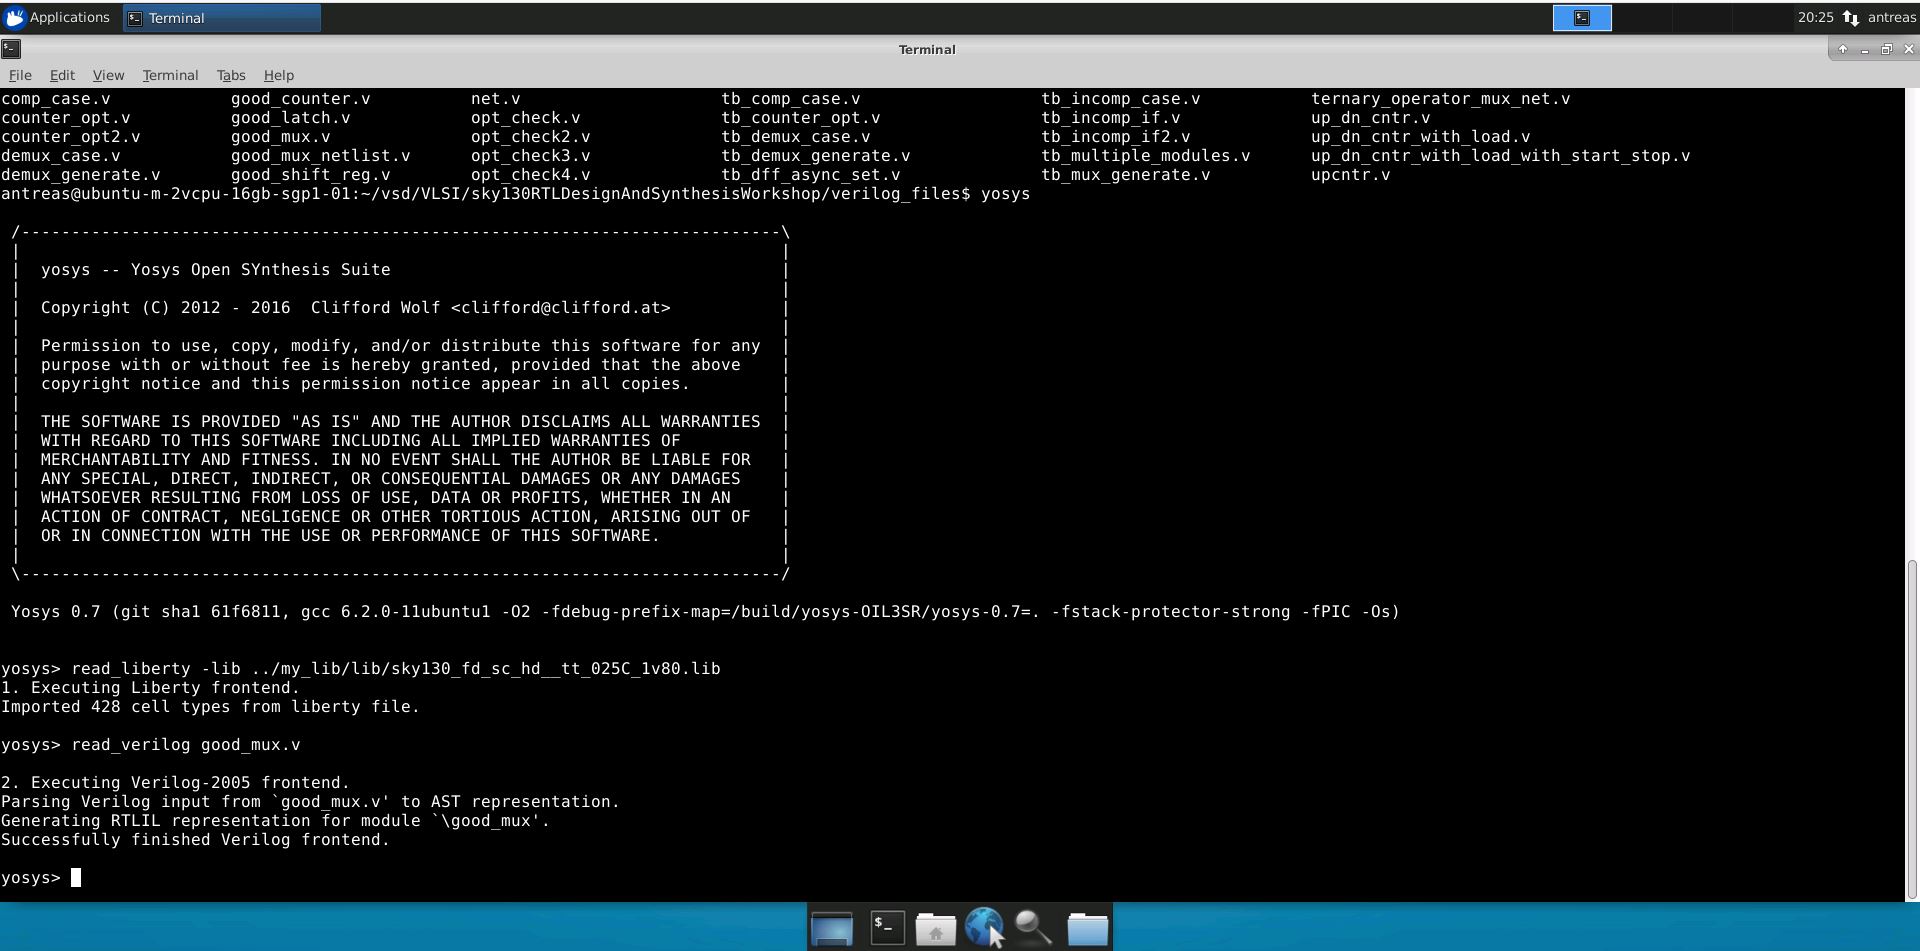 Applications Terminal 20:25 antreas
Terminal
File Edit View Terminal Tabs Help
comp_case.v good_counter.v net.v tb_comp_case.v tb_incomp_case.v ternary_operator_mux_net.v
counter_opt.v good_latch.v opt_check.v tb_counter_opt.v tb_incomp_if.v up_dn_cntr.v
counter_opt2.v good_mux.v opt_check2.v tb_demux_case.v tb_incomp_if2.v up_dn_cntr_with_load.v
demux_case.v good_mux_netlist.v opt_check3.v tb_demux_generate.v tb_multiple_modules.v up_dn_cntr_with_load_with_start_stop.v
demux_generate.v good_shift_reg.v opt_check4.v tb_dff_async_set.v tb_mux_generate.v upcntr.v
antreas@ubuntu-m-2vcpu-16gb-sgp1-01:~/vsd/VLSI/sky130RTLDesignAndSynthesisWorkshop/verilog_files$ yosys
/----------------------------------------------------------------------------\
| |
| yosys -- Yosys Open SYnthesis Suite |
| |
| Copyright (C) 2012 - 2016 Clifford Wolf <clifford@clifford.at> |
| |
| Permission to use, copy, modify, and/or distribute this software for any |
| purpose with or without fee is hereby granted, provided that the above |
| copyright notice and this permission notice appear in all copies. |
| |
| THE SOFTWARE IS PROVIDED "AS IS" AND THE AUTHOR DISCLAIMS ALL WARRANTIES |
| WITH REGARD TO THIS SOFTWARE INCLUDING ALL IMPLIED WARRANTIES OF |
| MERCHANTABILITY AND FITNESS. IN NO EVENT SHALL THE AUTHOR BE LIABLE FOR |
| ANY SPECIAL, DIRECT, INDIRECT, OR CONSEQUENTIAL DAMAGES OR ANY DAMAGES |
| WHATSOEVER RESULTING FROM LOSS OF USE, DATA OR PROFITS, WHETHER IN AN |
| ACTION OF CONTRACT, NEGLIGENCE OR OTHER TORTIOUS ACTION, ARISING OUT OF |
| OR IN CONNECTION WITH THE USE OR PERFORMANCE OF THIS SOFTWARE. |
| |
\----------------------------------------------------------------------------/
Yosys 0.7 (git sha1 61f6811, gcc 6.2.0-11ubuntu1 -O2 -fdebug-prefix-map=/build/yosys-OIL3SR/yosys-0.7=. -fstack-protector-strong -fPIC -Os)
yosys> read_liberty -lib ../my_lib/lib/sky130_fd_sc_hd__tt_025C_1v80.lib
1. Executing Liberty frontend.
Imported 428 cell types from liberty file.
yosys> read_verilog good_mux.v
2. Executing Verilog-2005 frontend.
Parsing Verilog input from `good_mux.v' to AST representation.
Generating RTLIL representation for module `\good_mux'.
Successfully finished Verilog frontend.
yosys>